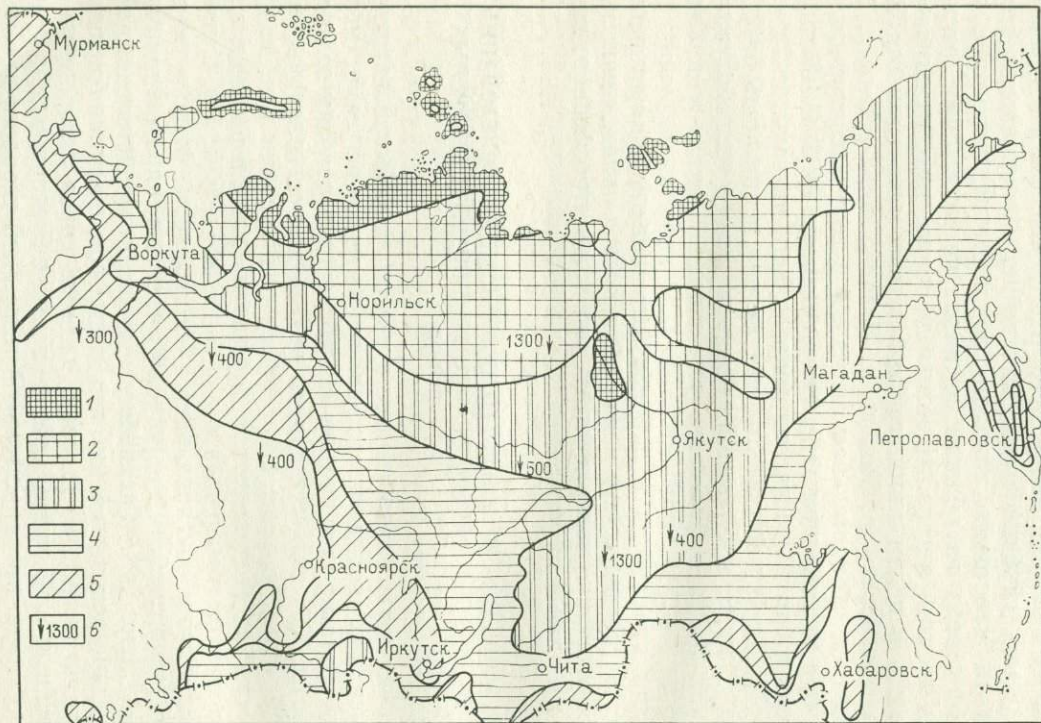 Мурманск
Воркута
Норильск
↓300
↓400
1300↓
Магадан
Якутск
Петропавловск
↓400
↓500
↓1300
↓400
Красноярск
Иркутск
Чита
Хабаровск
1
2
3
4
5
↓1300 6